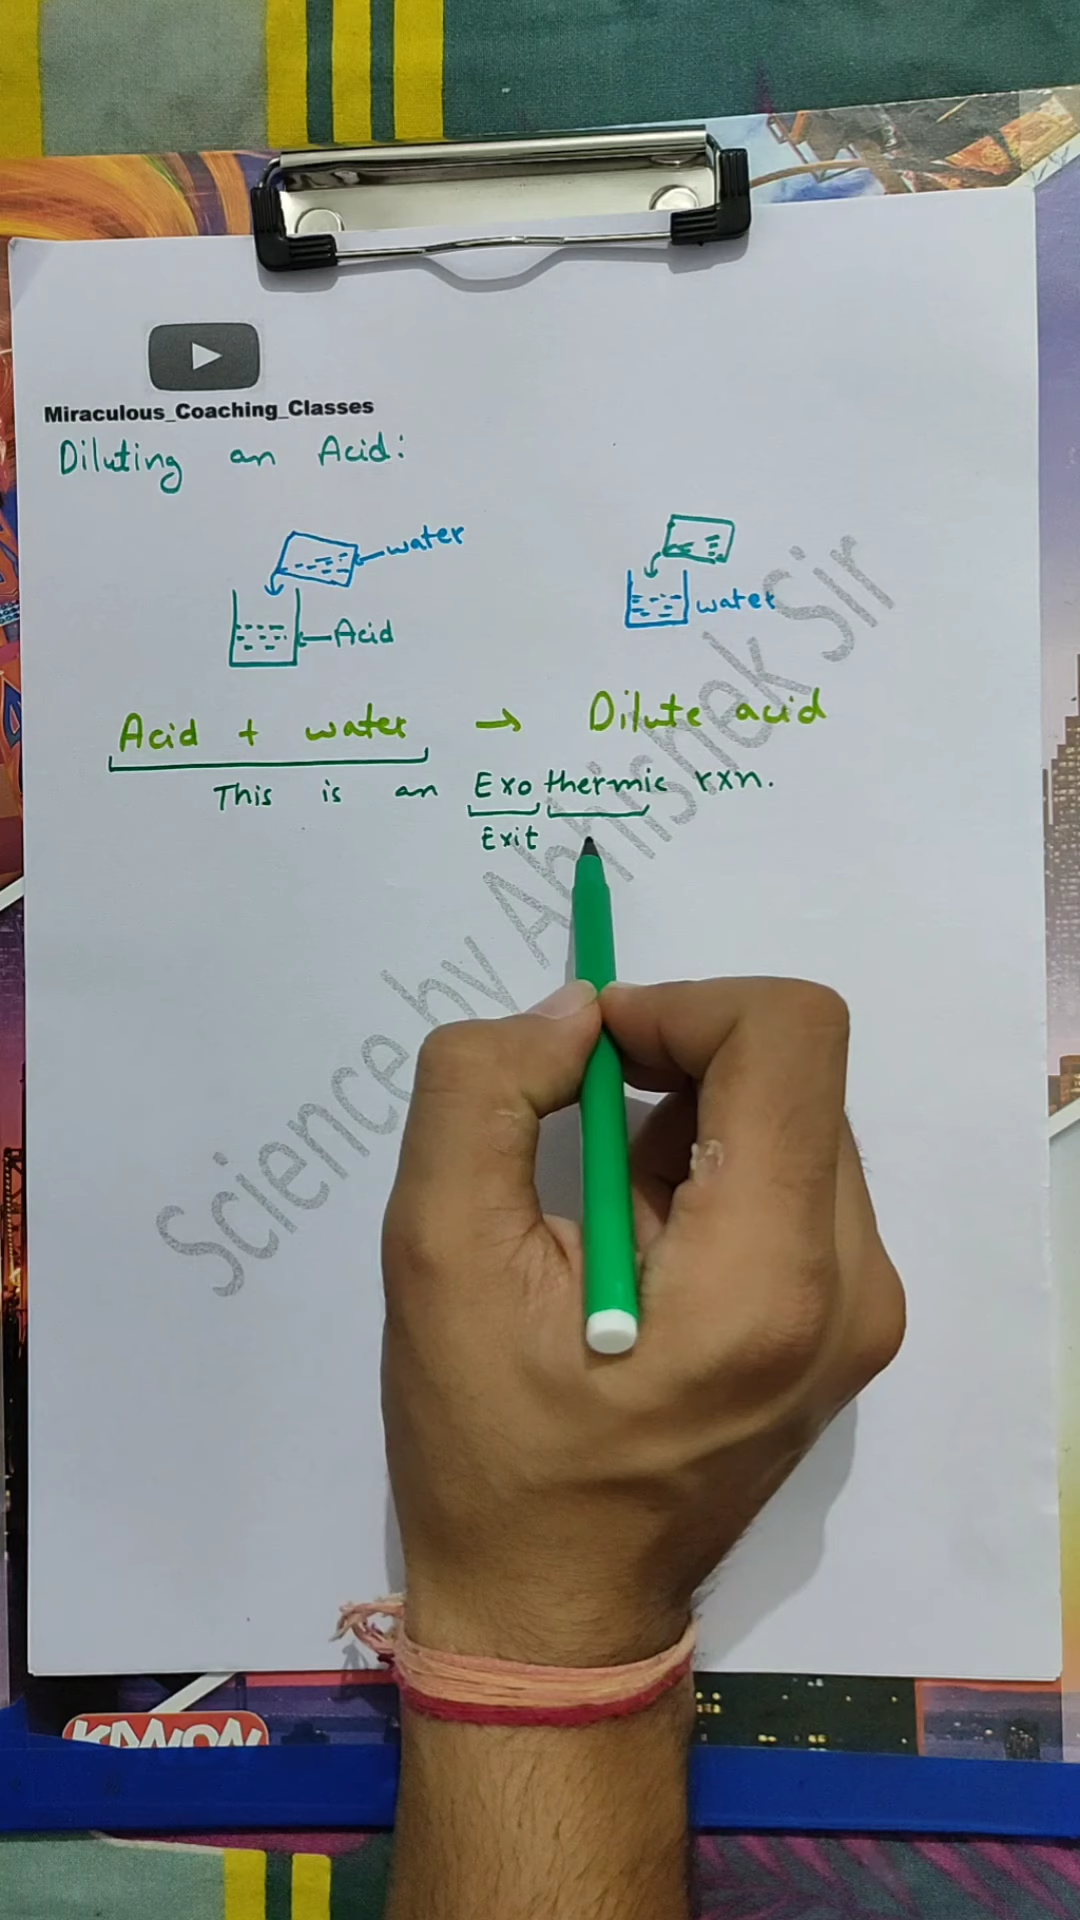 Miraculous_Coaching_Classes
Diluting an Acid:
water
Acid
water
Acid + water → Dilute acid
This is an Exothermic rxn.
Exit
Science by Abhishek Sir